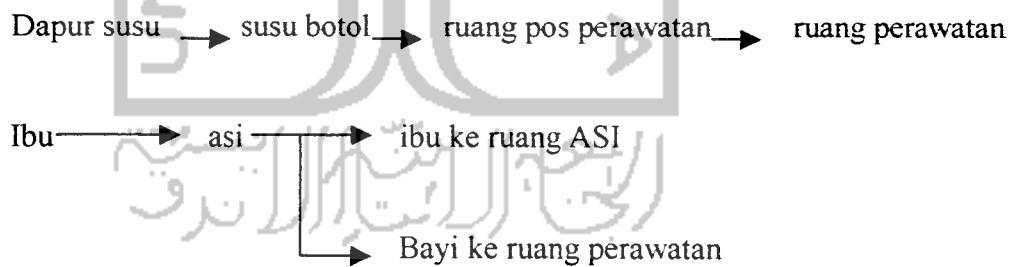 Dapur susu susu botol ruang pos perawatan ruang perawatan
Ibu asi ibu ke ruang ASI
Bayi ke ruang perawatan